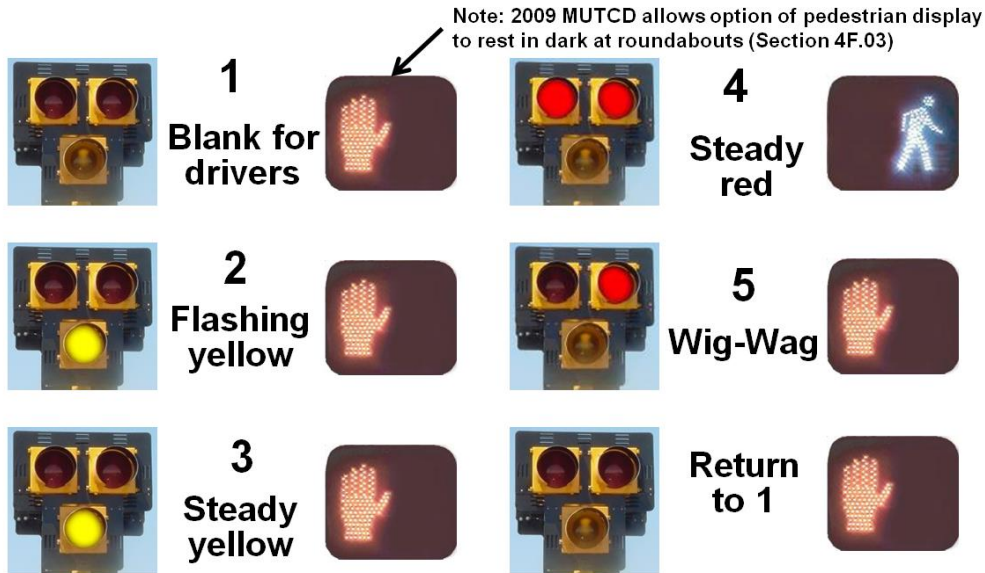 Note: 2009 MUTCD allows option of pedestrian display
to rest in dark at roundabouts (Section 4F.03)
1
Blank for
drivers
2
Flashing
yellow
3
Steady
yellow
4
Steady
red
5
Wig-Wag
Return
to 1